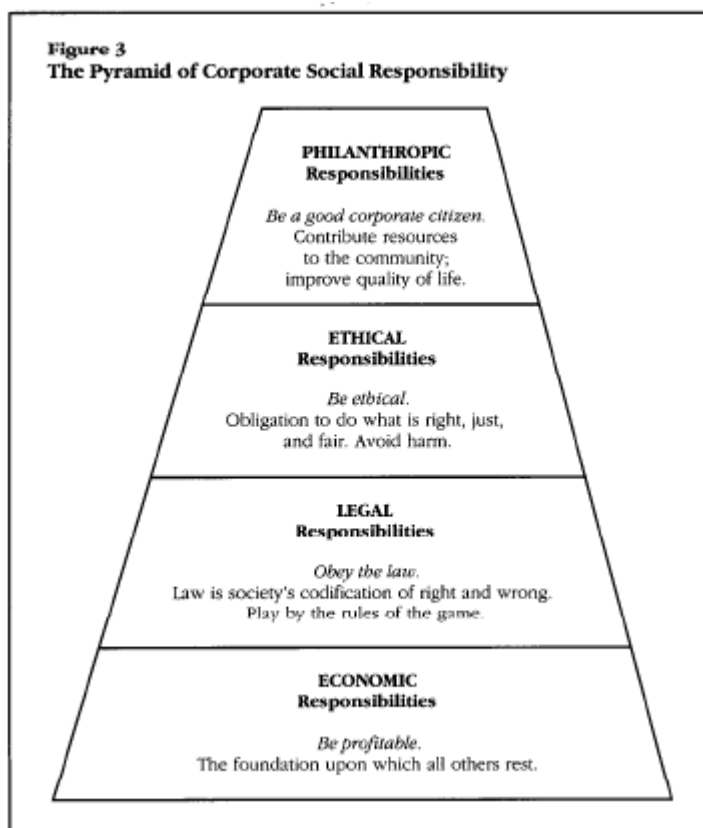 Figure 3
The Pyramid of Corporate Social Responsibility
PHILANTHROPIC
Responsibilities
Be a good corporate citizen.
Contribute resources
to the community;
improve quality of life.
ETHICAL
Responsibilities
Be ethical.
Obligation to do what is right, just,
and fair. Avoid harm.
LEGAL
Responsibilities
Obey the law.
Law is society's codification of right and wrong.
Play by the rules of the game.
ECONOMIC
Responsibilities
Be profitable.
The foundation upon which all others rest.